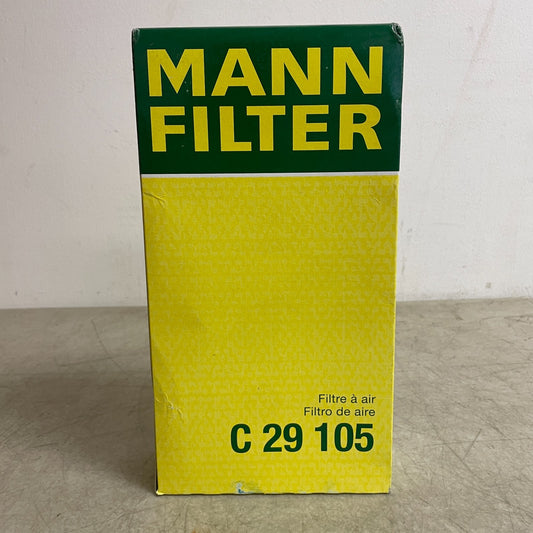 MANN
FILTER
Filtre à air
Filtro de aire
C 29 105